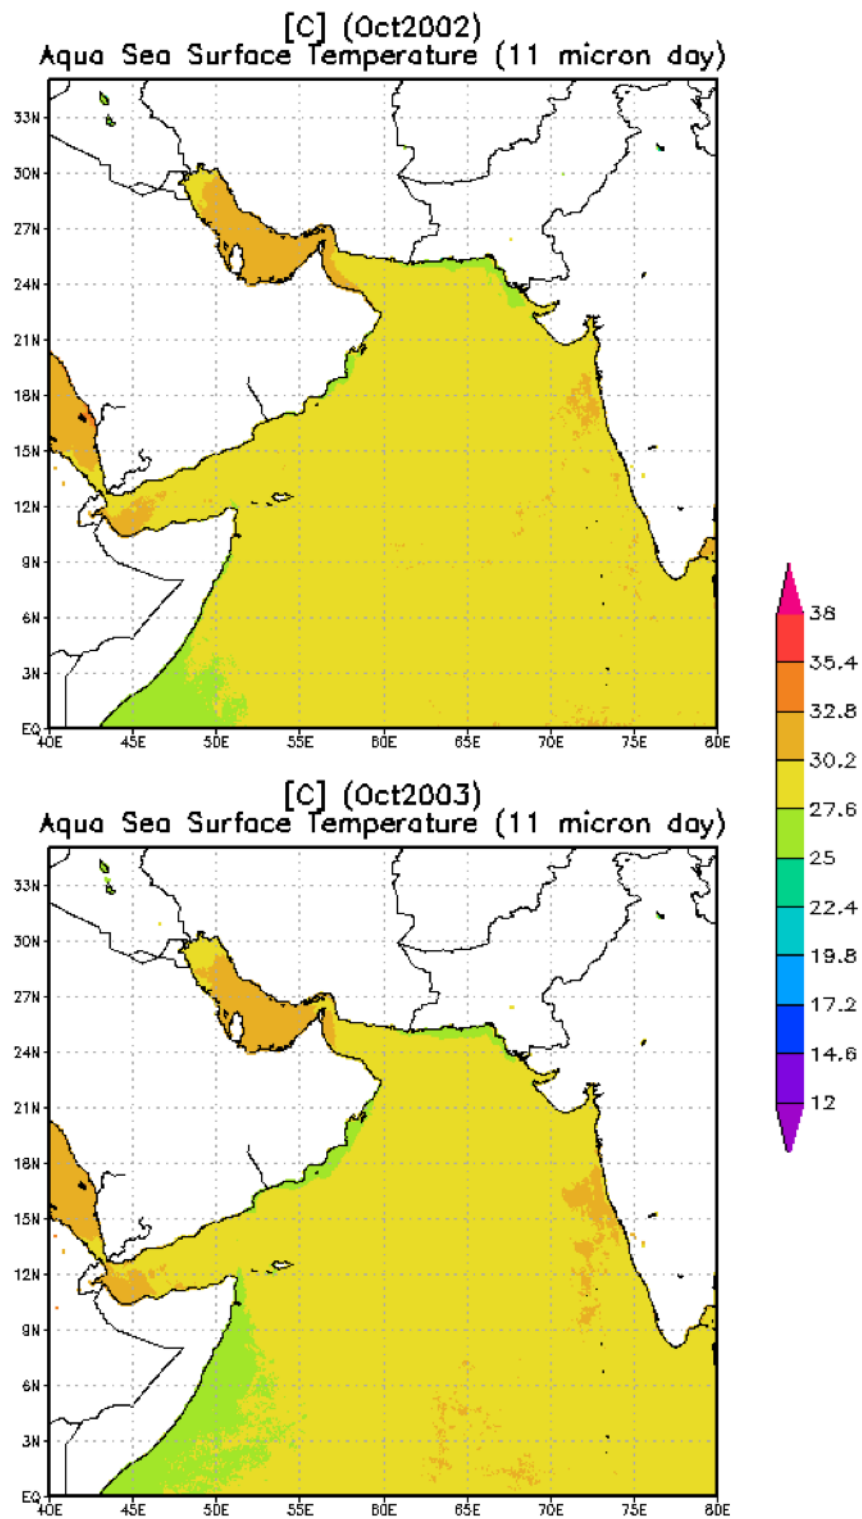 [C] (Oct2002)
Aqua Sea Surface Temperature (11 micron day)
33N
30N
27N
24N
21N
18N
15N
12N
9N
6N
3N
EQ
40E 45E 50E 55E 60E 65E 70E 75E 80E
[C] (Oct2003)
Aqua Sea Surface Temperature (11 micron day)
33N
30N
27N
24N
21N
18N
15N
12N
9N
6N
3N
EQ
40E 45E 50E 55E 60E 65E 70E 75E 80E
38
35.4
32.8
30.2
27.6
25
22.4
19.8
17.2
14.6
12